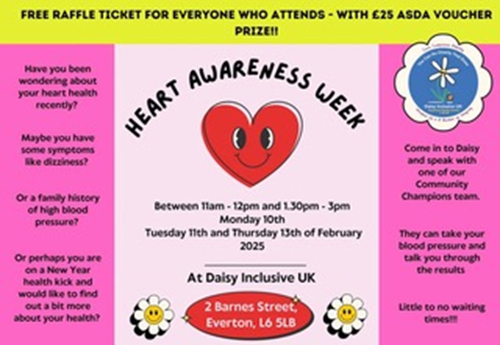 FREE RAFFLE TICKET FOR EVERYONE WHO ATTENDS - WITH £25 ASDA VOUCHER
PRIZE!!
Have you been
wondering about
your heart health
recently?
Maybe you have
some symptoms
like dizziness?
Or a family history
of high blood
pressure?
Or perhaps you are
on a New Year
health kick and
would like to find
out a bit more
about your health?
HEART AWARENESS WEEK
Between 11am - 12pm and 1.30pm - 3pm
Monday 10th
Tuesday 11th and Thursday 13th of February
2025
At Daisy Inclusive UK
2 Barnes Street,
Everton, L6 5LB
Daisy Inclusive UK
Come in to Daisy
and speak with
one of our
Community
Champions team.
They can take your
blood pressure and
talk you through
the results
Little to no waiting
times!!!